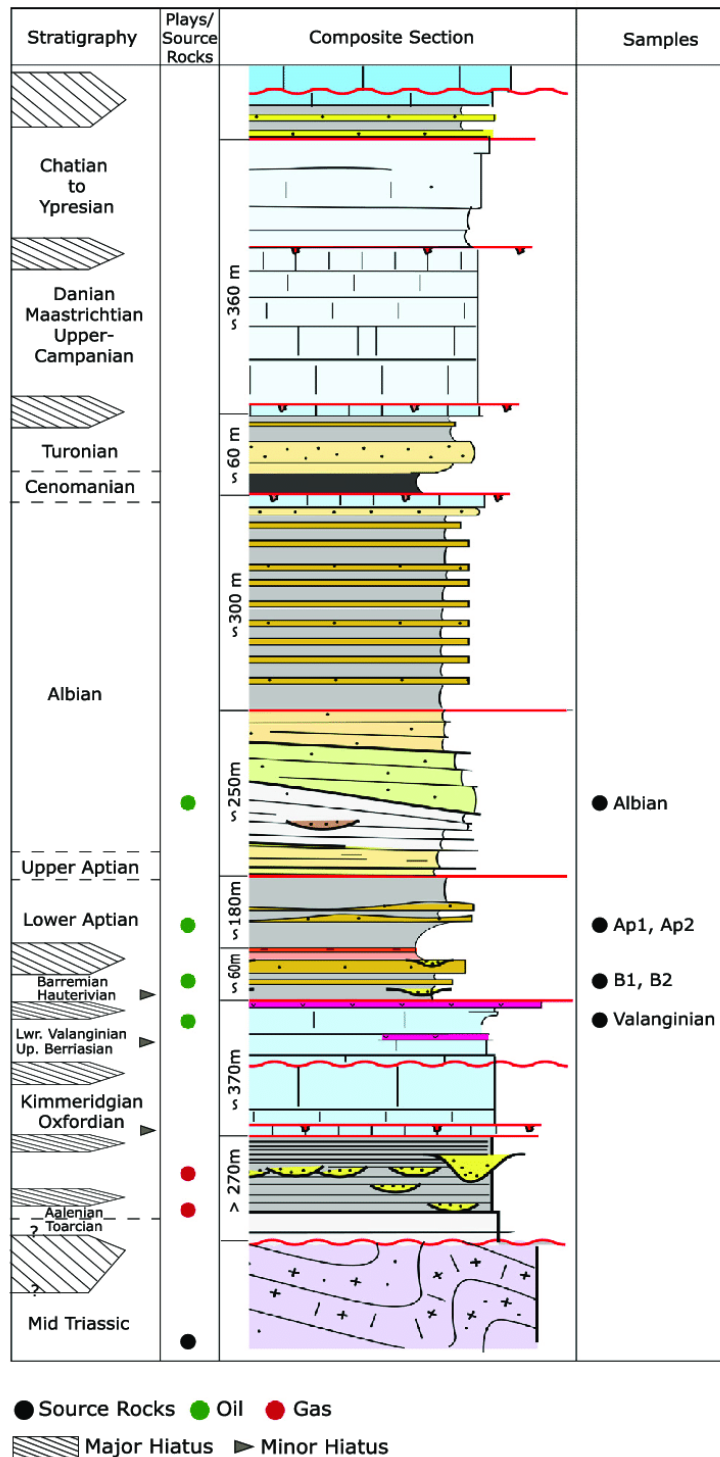 Stratigraphy
Plays/
Source
Rocks
Composite Section
Samples
Chatian
to
Ypresian
Danian
Maastrichtian
Upper-
Campanian
Turonian
Cenomanian
Albian
Upper Aptian
Lower Aptian
Barremian
Hauterivian
Lwr. Valanginian
Up. Berriasian
Kimmeridgian
Oxfordian
Aalenian
Toarcian
?
?
Mid Triassic
~360 m
~60 m
~300 m
~250m
~180m
~60m
~370m
> 270m
Albian
Ap1, Ap2
B1, B2
Valanginian
Source Rocks
Oil
Gas
Major Hiatus
Minor Hiatus